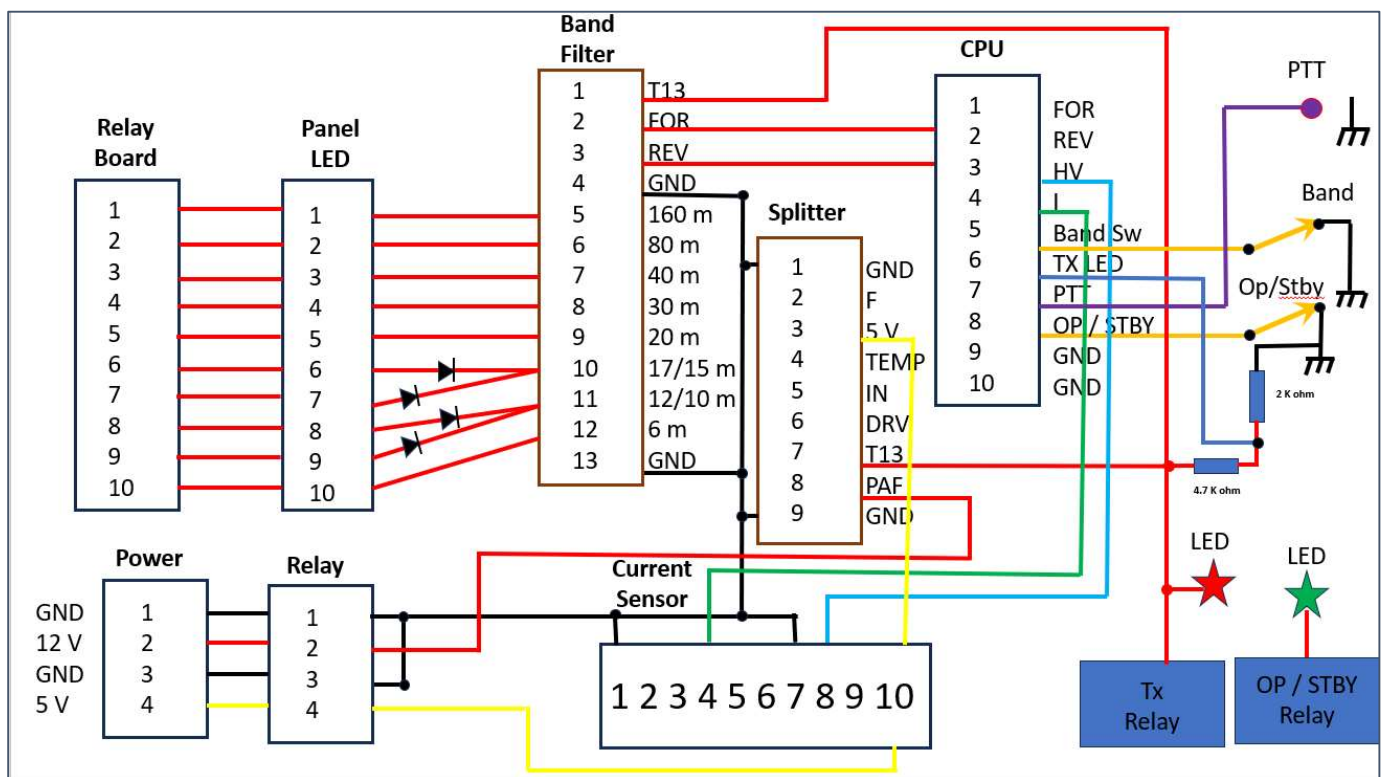 Band
Filter
CPU
PTT
Relay
Board
Panel
LED
1
2
3
4
5
6
7
8
9
10
1
2
3
4
5
6
7
8
9
10
1
2
3
4
5
6
7
8
9
10
11
12
13
T13
FOR
REV
GND
160 m
80 m
40 m
30 m
20 m
17/15 m
12/10 m
6 m
GND
Splitter
1
2
3
4
5
6
7
8
9
GND
F
5 V
TEMP
IN
DRV
T13
PAF
GND
1
2
3
4
5
6
7
8
9
10
FOR
REV
HV
I
Band Sw
TX LED
PTT
OP / STBY
GND
GND
Band
Op/Stby
2 K ohm
4.7 K ohm
Power
GND
12 V
GND
5 V
1
2
3
4
Relay
1
2
3
4
Current
Sensor
1 2 3 4 5 6 7 8 9 10
LED
LED
Tx
Relay
OP / STBY
Relay